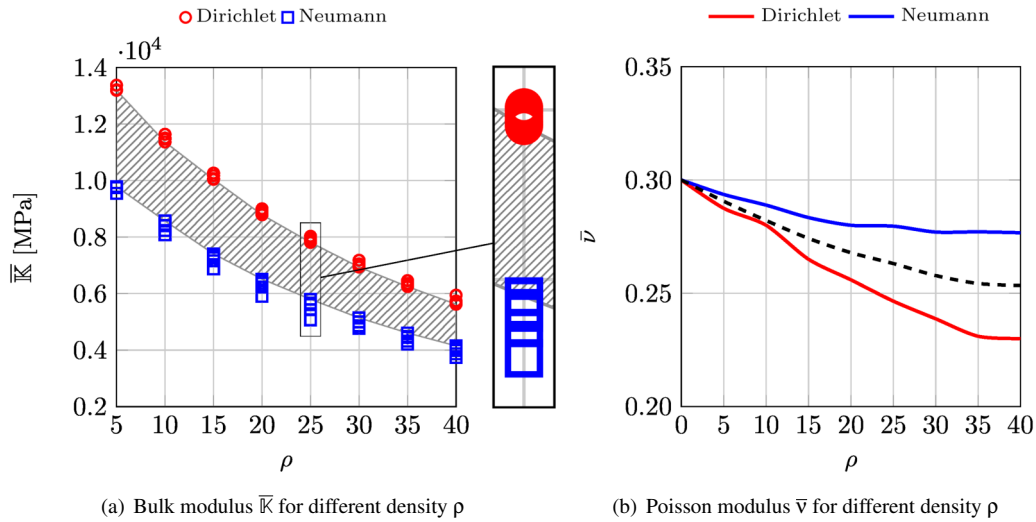 Dirichlet Neumann
·10⁴
1.4
1.2
1.0
0.8
0.6
0.4
0.2
5 10 15 20 25 30 35 40
ρ
𝕂̅ [MPa]
(a) Bulk modulus 𝕂̅ for different density ρ
Dirichlet Neumann
0.35
0.30
0.25
0.20
0 5 10 15 20 25 30 35 40
ρ
ν̅
(b) Poisson modulus ν̅ for different density ρ